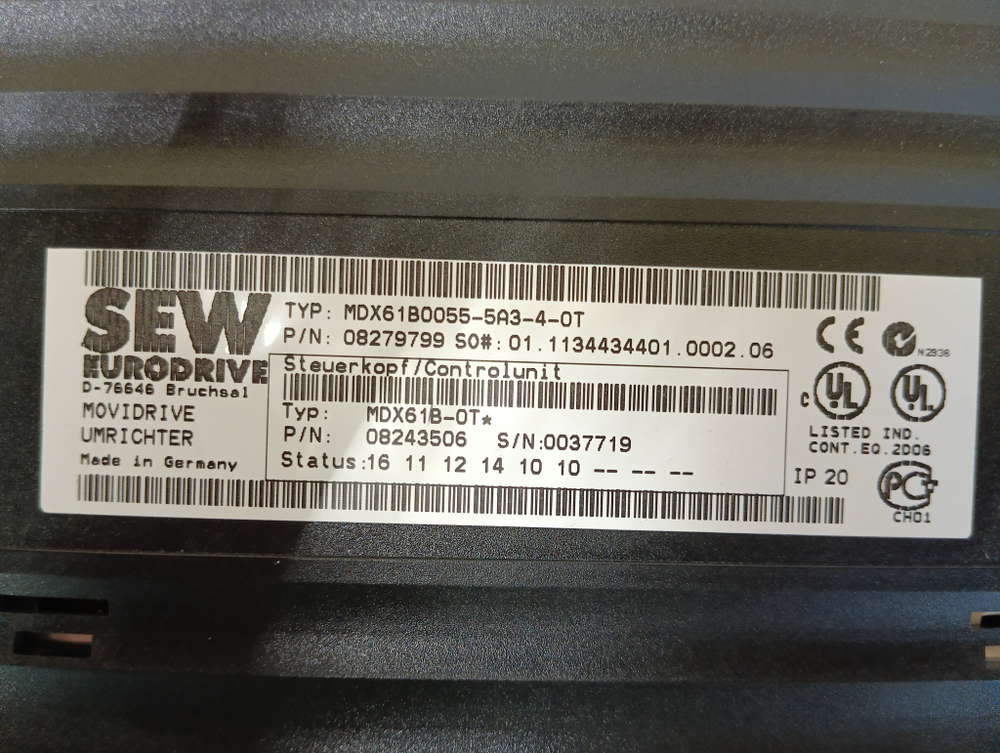 SEW
EURODRIVE
D-76646 Bruchsal
MOVIDRIVE
UMRICHTER
Made in Germany
TYP: MDX61B0055-5A3-4-0T
P/N: 08279799 SO#: 01.1134434401.0002.06
Steuerkopf/Controlunit
Typ: MDX61B-0T*
P/N: 08243506 S/N:0037719
Status:16 11 12 14 10 10 -- -- --
CE
N2936
c UL UL
LISTED IND.
CONT.EQ.2D06
IP 20
PCT
CH01